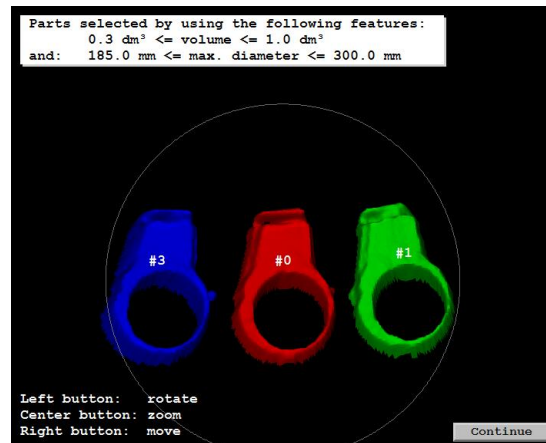 Parts selected by using the following features:
0.3 dm³ <= volume <= 1.0 dm³
and: 185.0 mm <= max. diameter <= 300.0 mm
#3 #0 #1
Left button: rotate
Center button: zoom
Right button: move
Continue